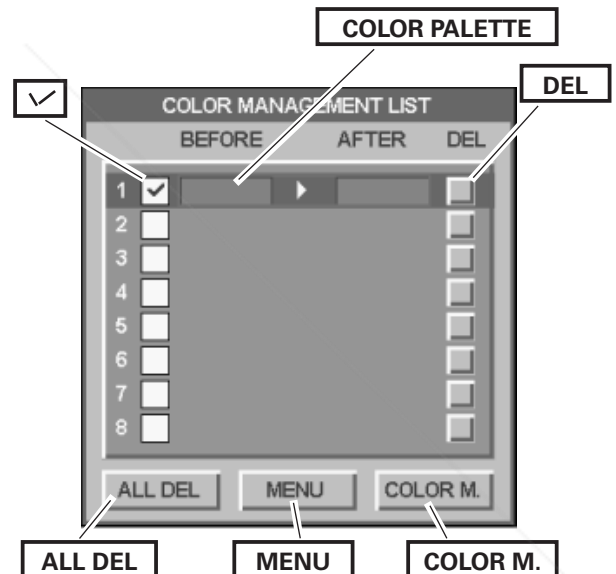 COLOR PALETTE
DEL
COLOR MANAGEMENT LIST
BEFORE AFTER DEL
1
2
3
4
5
6
7
8
ALL DEL MENU COLOR M.
ALL DEL MENU COLOR M.